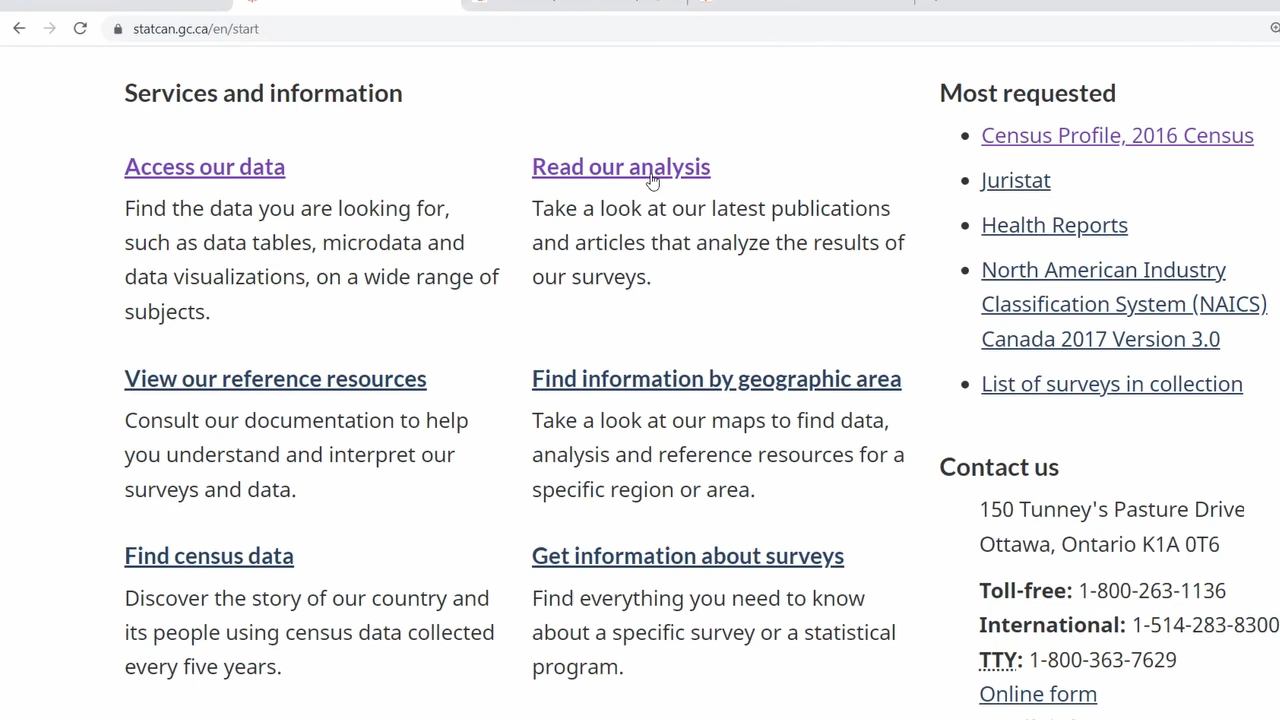 statcan.gc.ca/en/start
Services and information
Access our data
Find the data you are looking for,
such as data tables, microdata and
data visualizations, on a wide range of
subjects.
Read our analysis
Take a look at our latest publications
and articles that analyze the results of
our surveys.
View our reference resources
Consult our documentation to help
you understand and interpret our
surveys and data.
Find information by geographic area
Take a look at our maps to find data,
analysis and reference resources for a
specific region or area.
Find census data
Discover the story of our country and
its people using census data collected
every five years.
Get information about surveys
Find everything you need to know
about a specific survey or a statistical
program.
Most requested
Census Profile, 2016 Census
Juristat
Health Reports
North American Industry
Classification System (NAICS)
Canada 2017 Version 3.0
List of surveys in collection
Contact us
150 Tunney's Pasture Drive
Ottawa, Ontario K1A 0T6
Toll-free: 1-800-263-1136
International: 1-514-283-8300
TTY: 1-800-363-7629
Online form